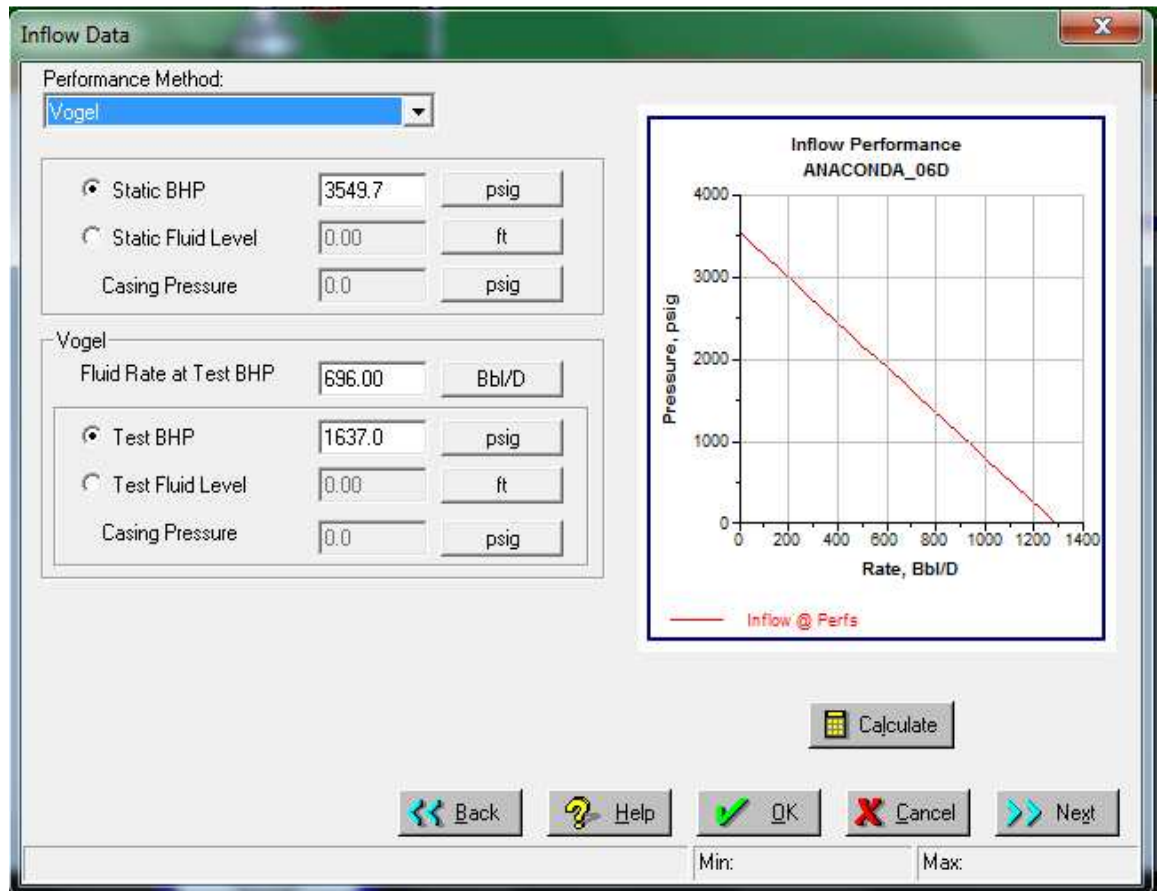 Inflow Data
X
Performance Method:
Vogel
Static BHP 3549.7 psig
Static Fluid Level 0.00 ft
Casing Pressure 0.0 psig
Vogel
Fluid Rate at Test BHP 696.00 Bbl/D
Test BHP 1637.0 psig
Test Fluid Level 0.00 ft
Casing Pressure 0.0 psig
Inflow Performance
ANACONDA_06D
Pressure, psig
4000
3000
2000
1000
0
0 200 400 600 800 1000 1200 1400
Rate, Bbl/D
Inflow @ Perfs
Calculate
Back Help OK Cancel Next
Min: Max: